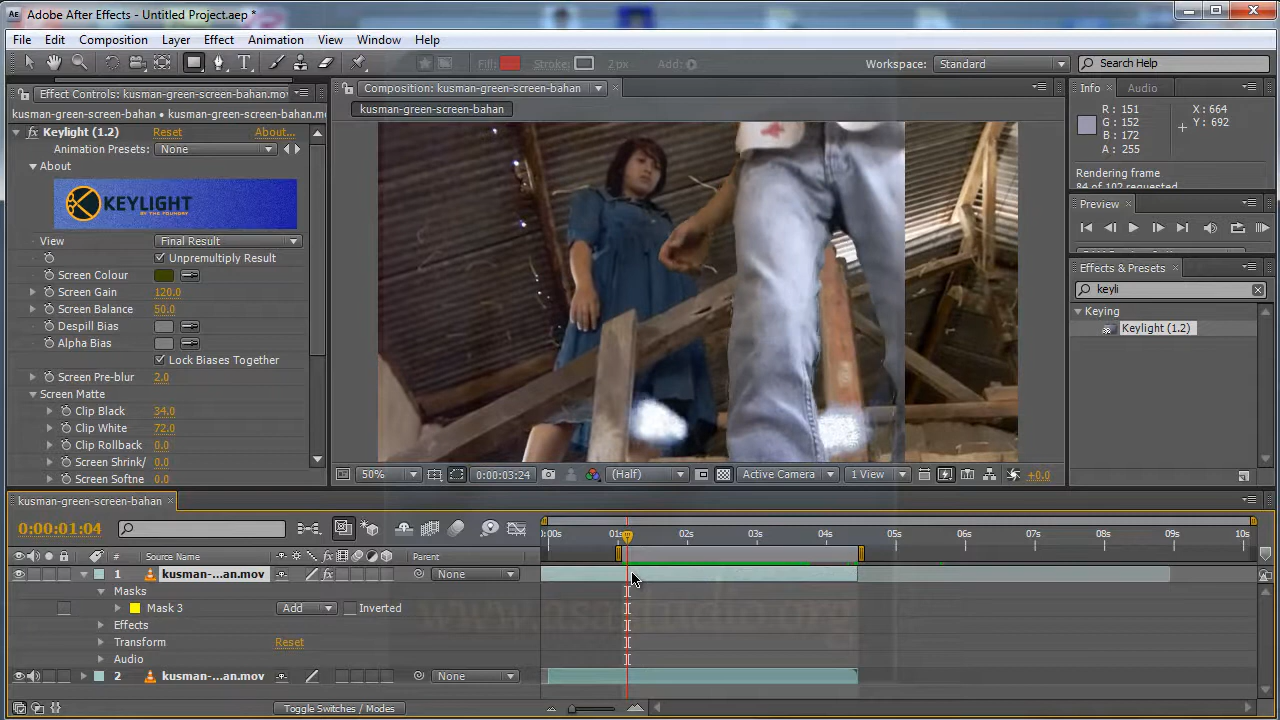 Adobe After Effects - Untitled Project.aep *
File Edit Composition Layer Effect Animation View Window Help
Fill: Stroke: 2 px Add: Workspace: Standard Search Help
Effect Controls: kusman-green-screen-bahan.mov
kusman-green-screen-bahan • kusman-green-screen-bahan.m
Keylight (1.2) Reset About...
Animation Presets: None
About
KEYLIGHT
BY THE FOUNDRY
View Final Result
Unpremultiply Result
Screen Colour
Screen Gain 120.0
Screen Balance 50.0
Despill Bias
Alpha Bias
Lock Biases Together
Screen Pre-blur 2.0
Screen Matte
Clip Black 34.0
Clip White 72.0
Clip Rollback 0.0
Screen Shrink/ 0.0
Screen Softne 0.0
Composition: kusman-green-screen-bahan
kusman-green-screen-bahan
50% 0:00:03:24 (Half) Active Camera 1 View +0.0
Info Audio
R: 151 X: 664
G: 152 Y: 692
B: 172
A: 255
Rendering frame
84 of 102 requested
Preview
Effects & Presets
keyli
Keying
Keylight (1.2)
kusman-green-screen-bahan
0:00:01:04
:00s 01s 02s 03s 04s 05s 06s 07s 08s 09s 10s
# Source Name Parent
1 kusman-...an.mov None
Masks
Mask 3 Add Inverted
Effects
Transform Reset
Audio
2 kusman-...an.mov None
Toggle Switches / Modes